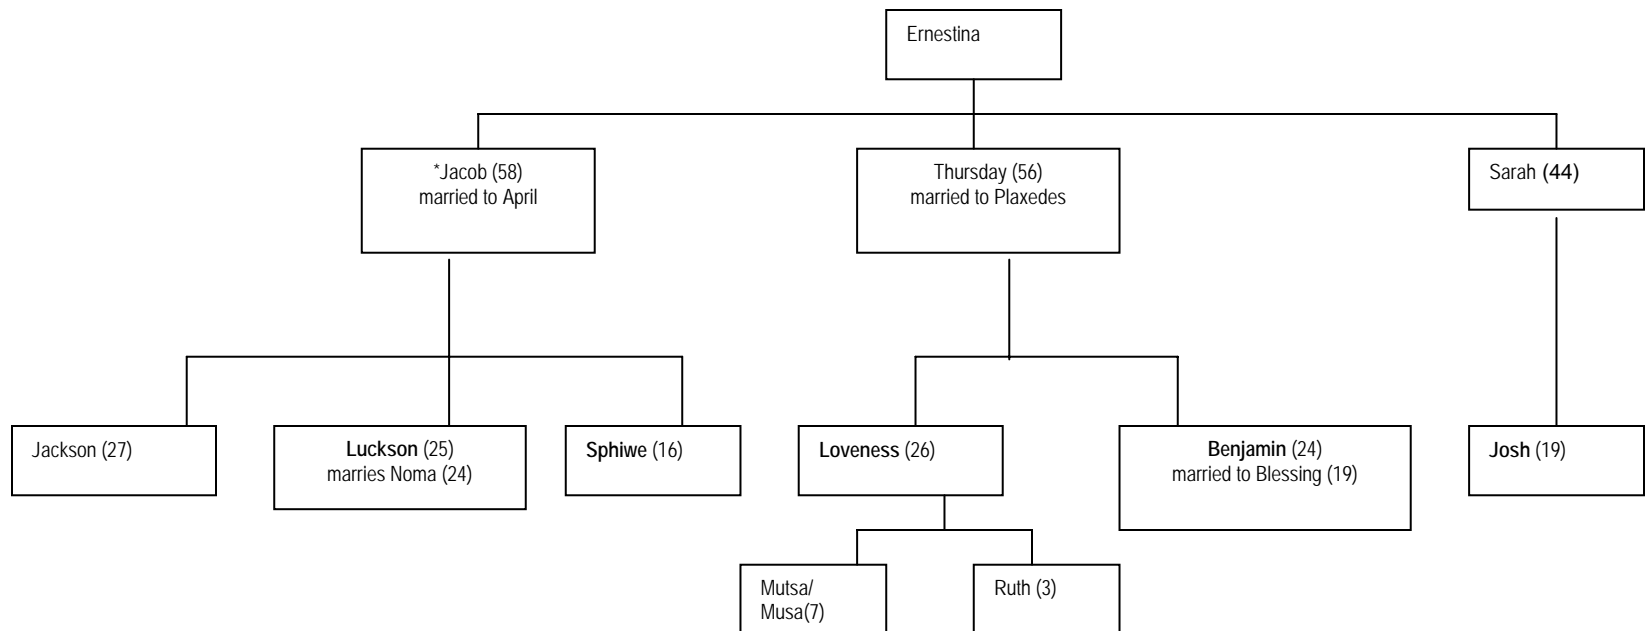 Ernestina
*Jacob (58)
married to April
Thursday (56)
married to Plaxedes
Sarah (44)
Jackson (27)
Luckson (25)
marries Noma (24)
Sphiwe (16)
Loveness (26)
Benjamin (24)
married to Blessing (19)
Josh (19)
Mutsa/
Musa(7)
Ruth (3)